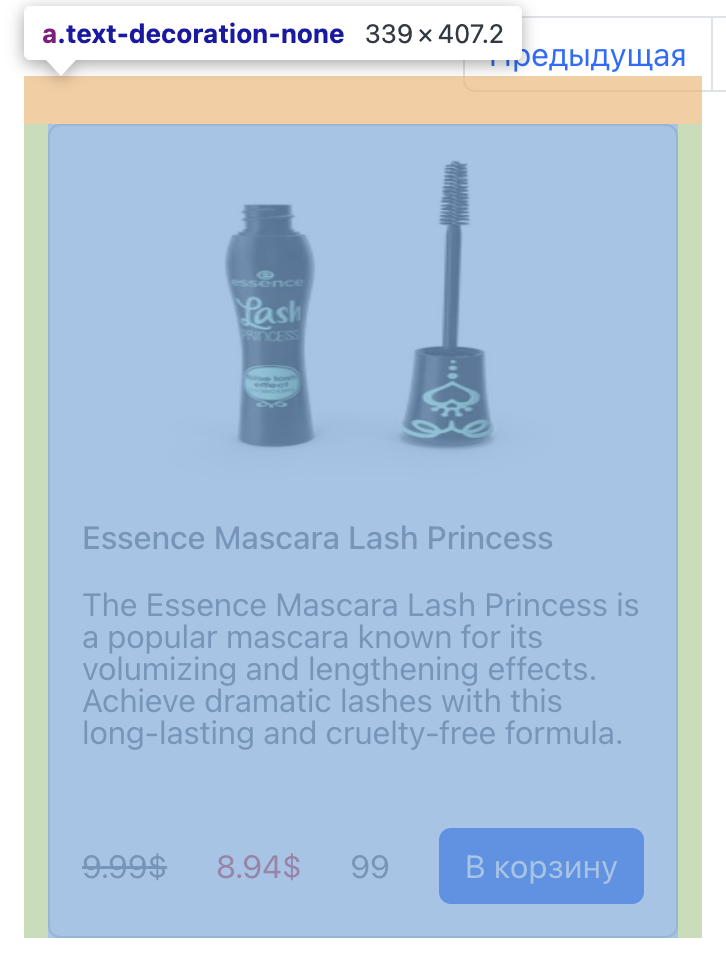 a.text-decoration-none 339 × 407.2
Предыдущая
essence
Lash
PRINCESS
effect
Essence Mascara Lash Princess
The Essence Mascara Lash Princess is
a popular mascara known for its
volumizing and lengthening effects.
Achieve dramatic lashes with this
long-lasting and cruelty-free formula.
9.99$ 8.94$ 99 В корзину